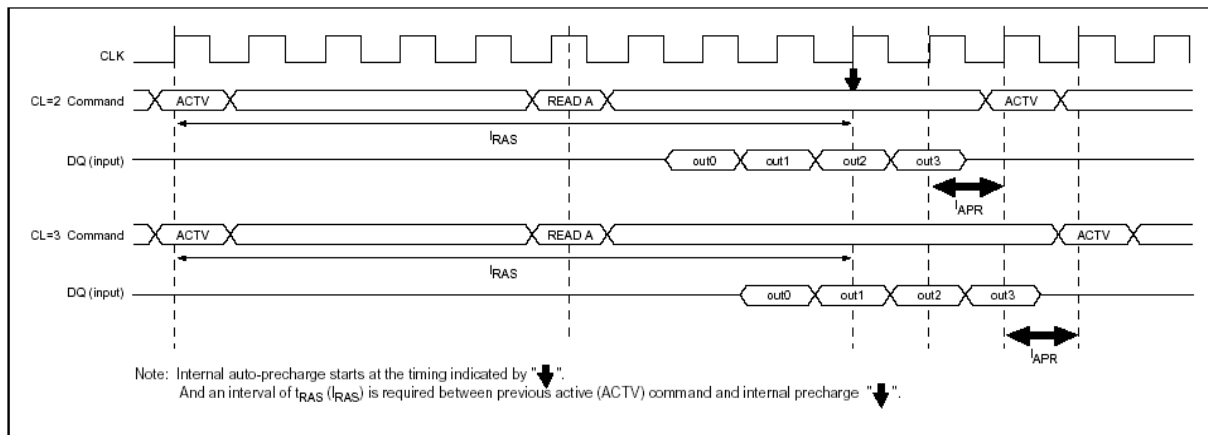 CLK
CL=2 Command ACTV READ A ACTV
lRAS
DQ (input) out0 out1 out2 out3
lAPR
CL=3 Command ACTV READ A ACTV
lRAS
DQ (input) out0 out1 out2 out3
lAPR
Note: Internal auto-precharge starts at the timing indicated by " ".
And an interval of tRAS (lRAS) is required between previous active (ACTV) command and internal precharge " ".